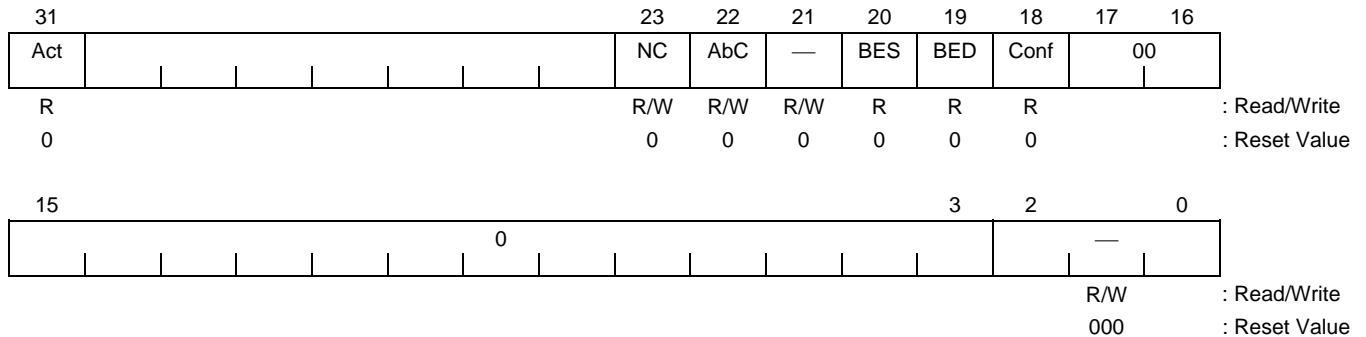 31 23 22 21 20 19 18 17 16
Act NC AbC — BES BED Conf 00
R R/W R/W R/W R R R : Read/Write
0 0 0 0 0 0 0 : Reset Value
15 3 2 0
0 —
R/W : Read/Write
000 : Reset Value